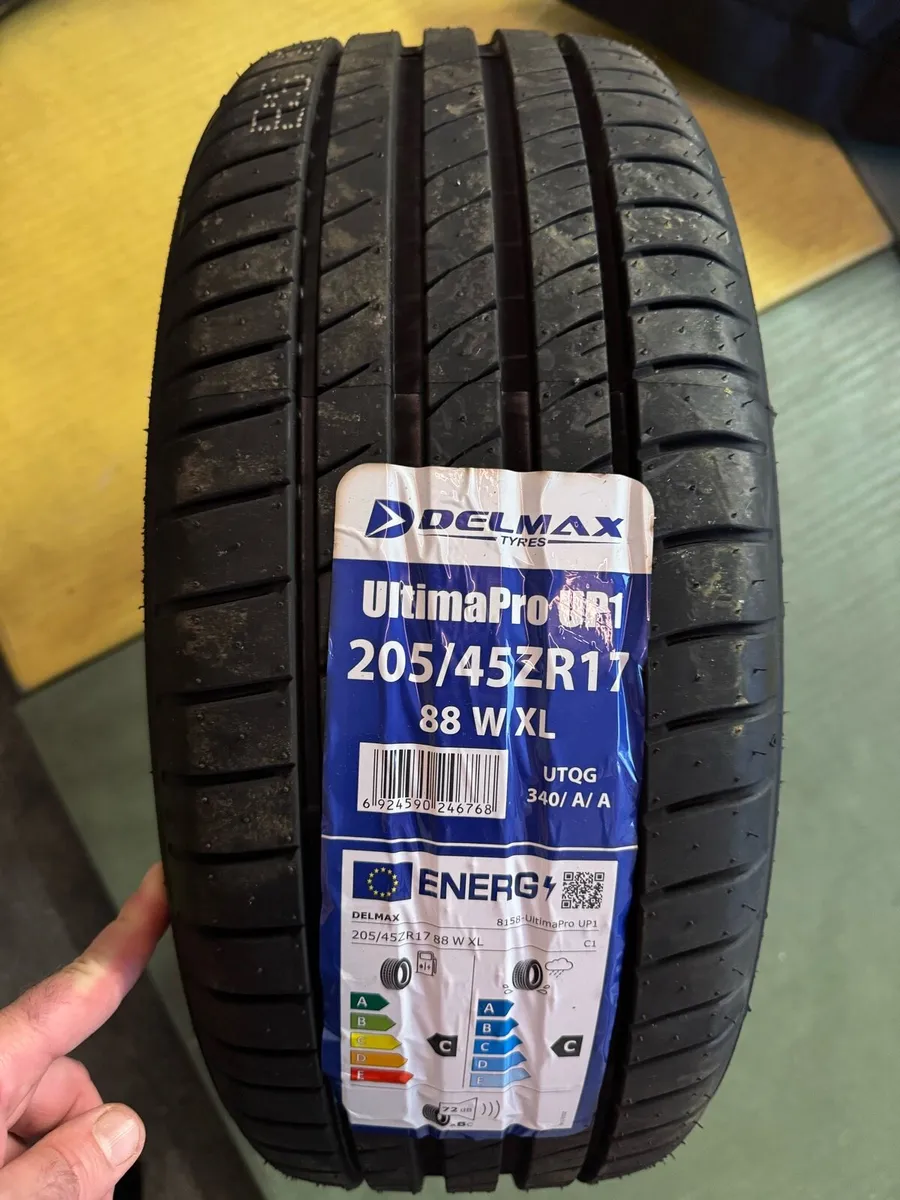 DELMAX
TYRES
UltimaPro UP1
205/45ZR17
88 W XL
6 924590 246768
UTQG
340/ A/ A
ENERG
DELMAX
8158-UltimaPro UP1
205/45ZR17 88 W XL
C1
A
B
C
D
E
C
A
B
C
D
E
C
72 dB